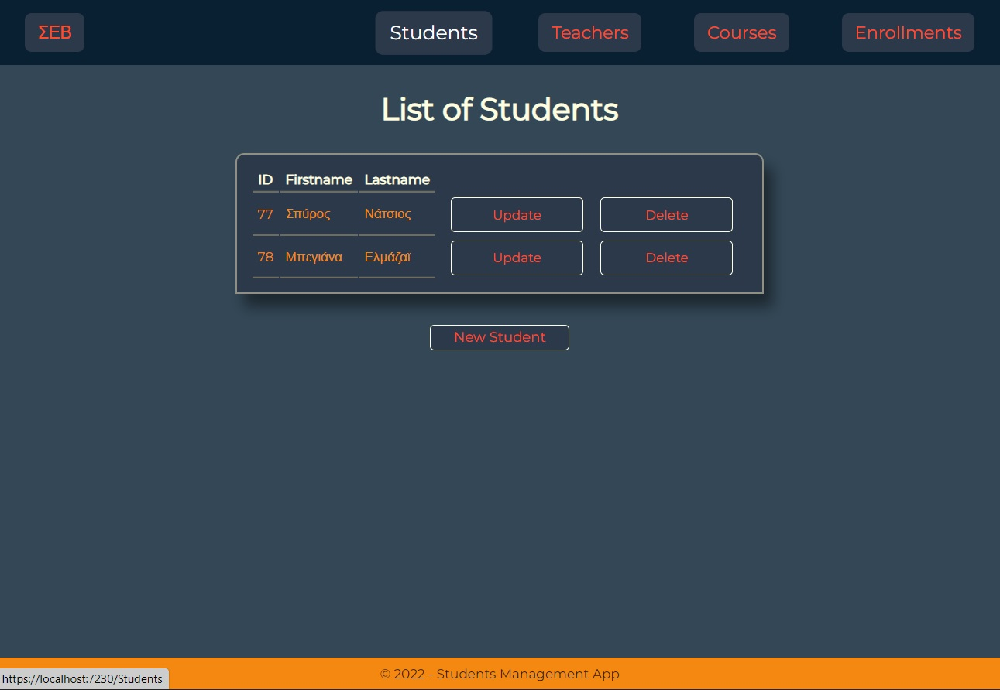 ΣΕΒ Students Teachers Courses Enrollments
List of Students
ID Firstname Lastname
77 Σπύρος Νάτσιος Update Delete
78 Μπεγιάνα Ελμάζαϊ Update Delete
New Student
© 2022 - Students Management App
https://localhost:7230/Students